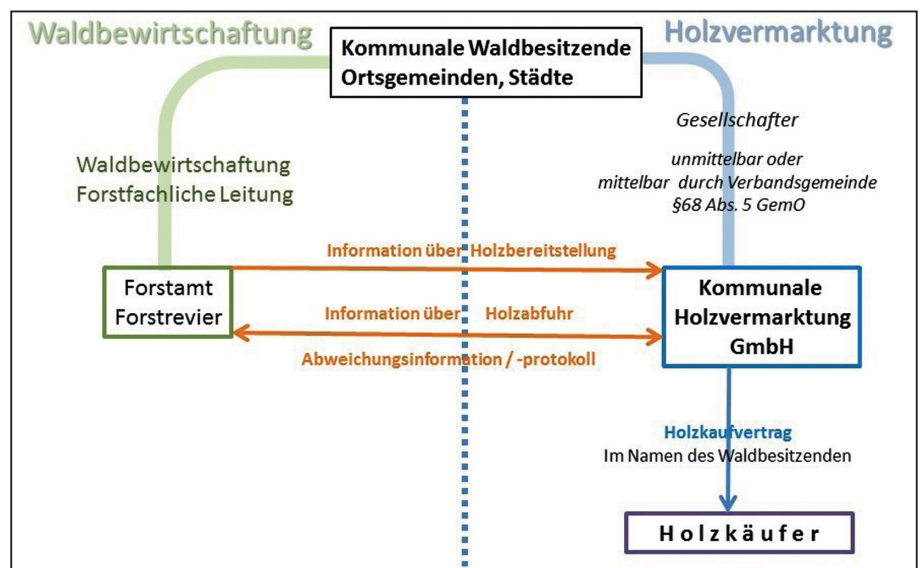 Waldbewirtschaftung
Holzvermarktung
Kommunale Waldbesitzende
Ortsgemeinden, Städte
Gesellschafter
unmittelbar oder
mittelbar durch Verbandsgemeinde
§68 Abs. 5 GemO
Waldbewirtschaftung
Forstfachliche Leitung
Information über Holzbereitstellung
Forstamt
Forstrevier
Kommunale
Holzvermarktung
GmbH
Information über Holzabfuhr
Abweichungsinformation / -protokoll
Holzkaufvertrag
Im Namen des Waldbesitzenden
Holzkäufer